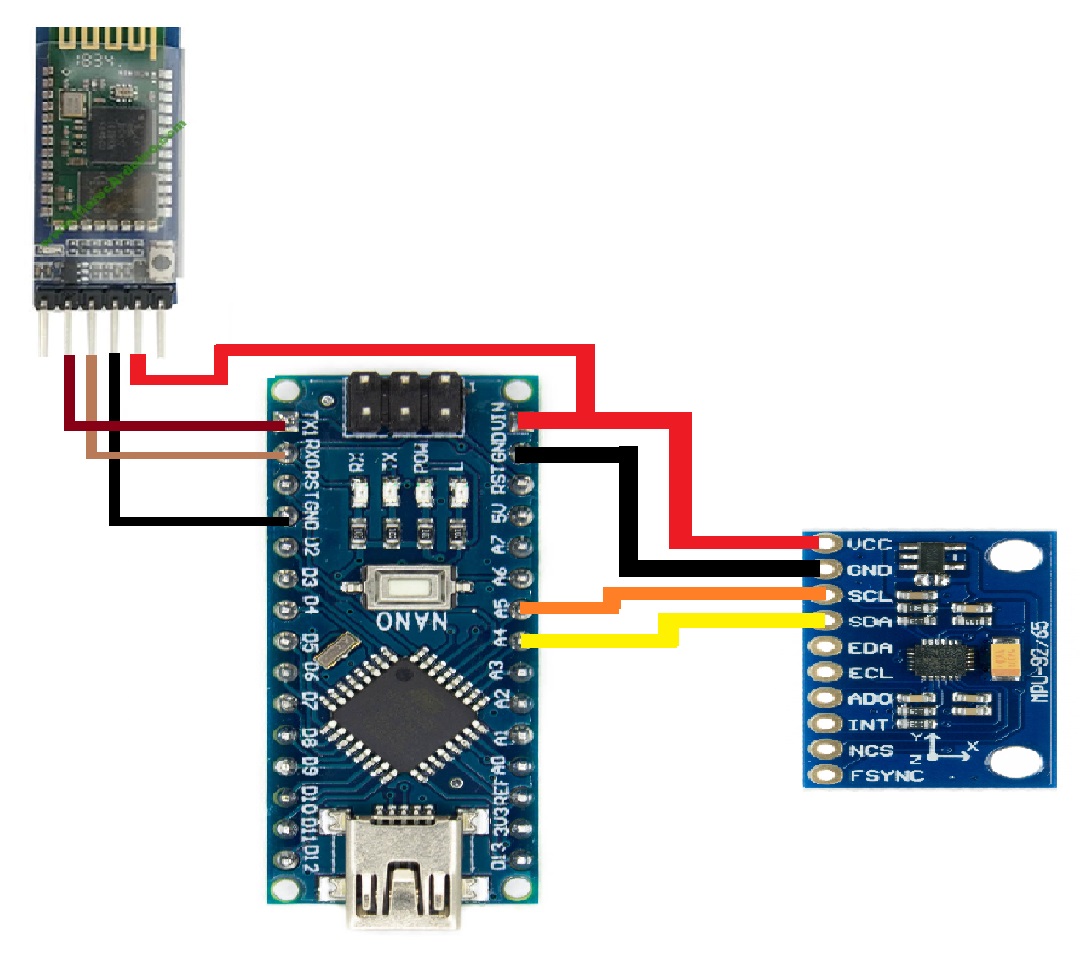 1834
TX1
RX0
RST
GND
D2
D3
D4
D5
D6
D7
D8
D9
D10
D11
D12
RX
TX
POW
L
NANO
VIN
GND
RST
5V
A7
A6
A5
A4
A3
A2
A1
A0
REF
3V3
D13
VCC
GND
SCL
SDA
EDA
ECL
ADO
INT
NCS
FSYNC
Y
X
Z
MPU-92/65